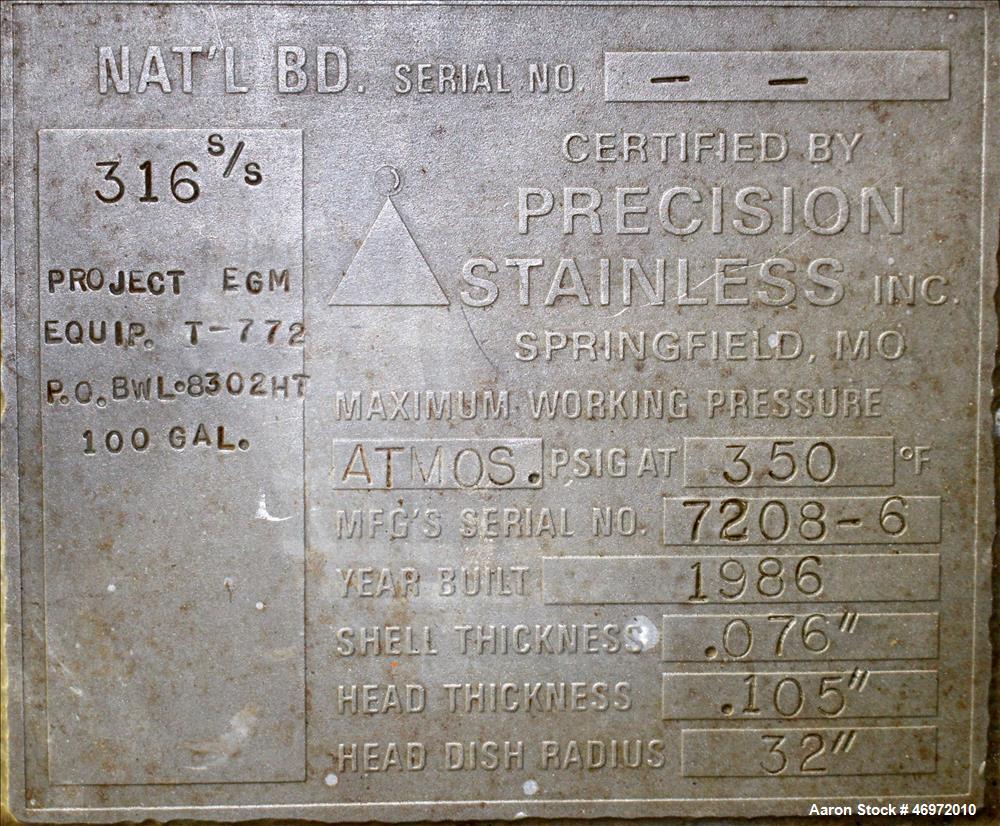 NAT'L BD. SERIAL NO. – –
316 S/S
PROJECT EGM
EQUIP. T-772
P.O. BWL.8302HT
100 GAL.
CERTIFIED BY
PRECISION
STAINLESS INC.
SPRINGFIELD, MO
MAXIMUM WORKING PRESSURE
ATMOS. PSIG AT 350 °F
MFG'S SERIAL NO. 7208-6
YEAR BUILT 1986
SHELL THICKNESS .076"
HEAD THICKNESS .105"
HEAD DISH RADIUS 32"
Aaron Stock # 46972010